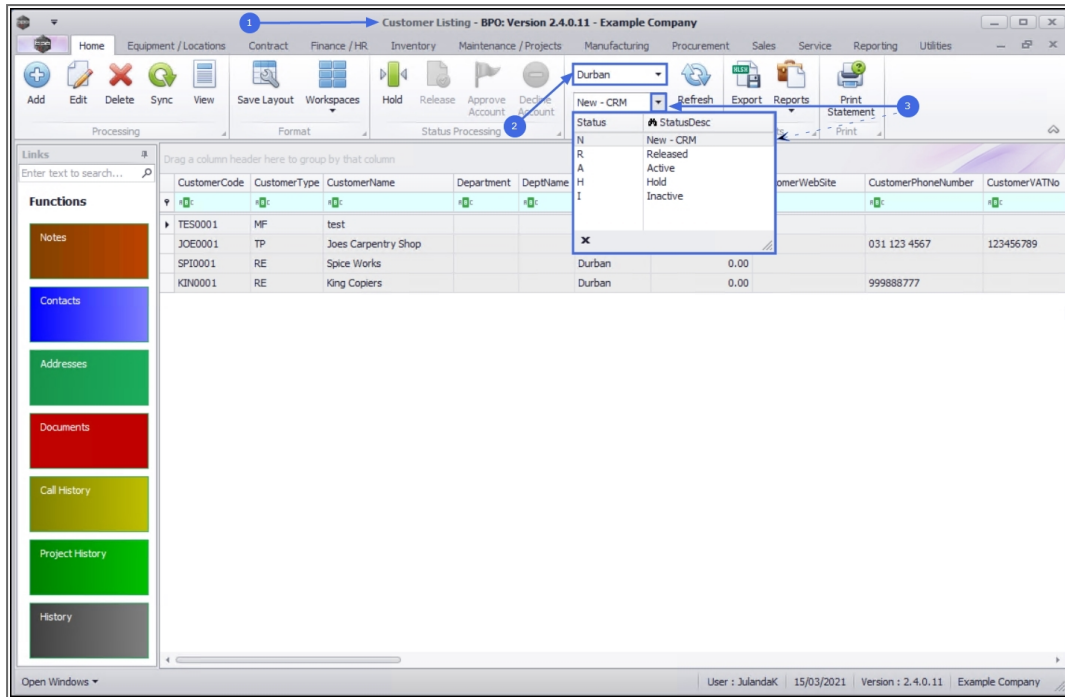 1
Customer Listing - BPO: Version 2.4.0.11 - Example Company
Home Equipment / Locations Contract Finance / HR Inventory Maintenance / Projects Manufacturing Procurement Sales Service Reporting Utilities
Add Edit Delete Sync View Save Layout Workspaces Hold Release Approve Account Decline Account
Durban
New - CRM
Refresh Export Reports Print Statement
3
2
Processing Format Status Processing Print
Status StatusDesc
N New - CRM
R Released
A Active
H Hold
I Inactive
Links
Enter text to search...
Functions
Notes
Contacts
Addresses
Documents
Call History
Project History
History
Drag a column header here to group by that column
CustomerCode CustomerType CustomerName Department DeptName CustomerPhoneNumber CustomerVATNo
TES0001 MF test
JOE0001 TP Joes Carpentry Shop 031 123 4567 123456789
SPI0001 RE Spice Works Durban 0.00
KIN0001 RE King Copiers Durban 0.00 999888777
Open Windows
User : JulandaK 15/03/2021 Version : 2.4.0.11 Example Company